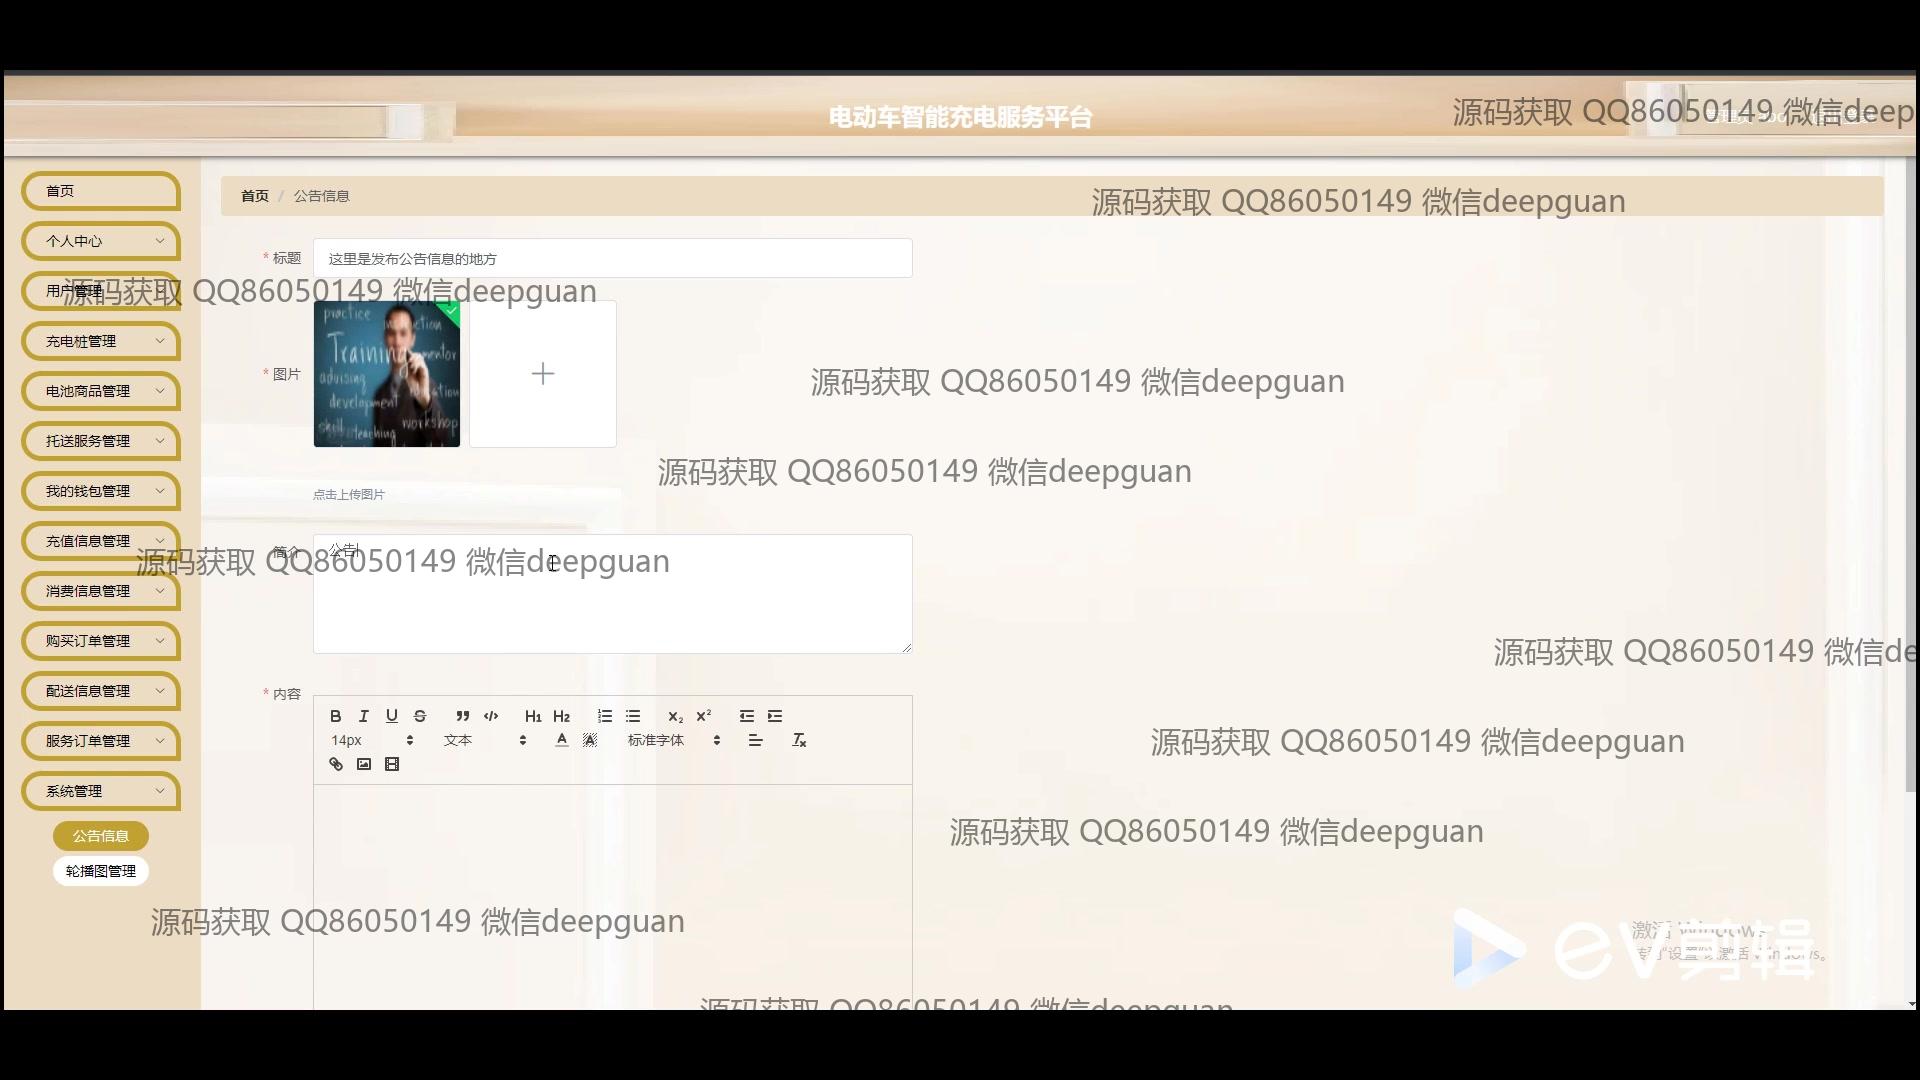 电动车智能充电服务平台
源码获取 QQ86050149 微信deep
首页
个人中心
用户管理
充电桩管理
电池商品管理
托送服务管理
我的钱包管理
充值信息管理
消费信息管理
购买订单管理
配送信息管理
服务订单管理
系统管理
公告信息
轮播图管理
首页 / 公告信息
源码获取 QQ86050149 微信deepguan
* 标题
这里是发布公告信息的地方
源码获取 QQ86050149 微信deepguan
* 图片
practice
Training
mentor
advising
development
workshop
teaching
源码获取 QQ86050149 微信deepguan
源码获取 QQ86050149 微信deepguan
点击上传图片
简介
公告
源码获取 QQ86050149 微信deepguan
源码获取 QQ86050149 微信de
* 内容
B I U S H1 H2 X2 X2
14px 文本 A A 标准字体 Tx
源码获取 QQ86050149 微信deepguan
源码获取 QQ86050149 微信deepguan
源码获取 QQ86050149 微信deepguan
EV剪辑
激活 Windows
源码获取 QQ86050149 微信deepguan